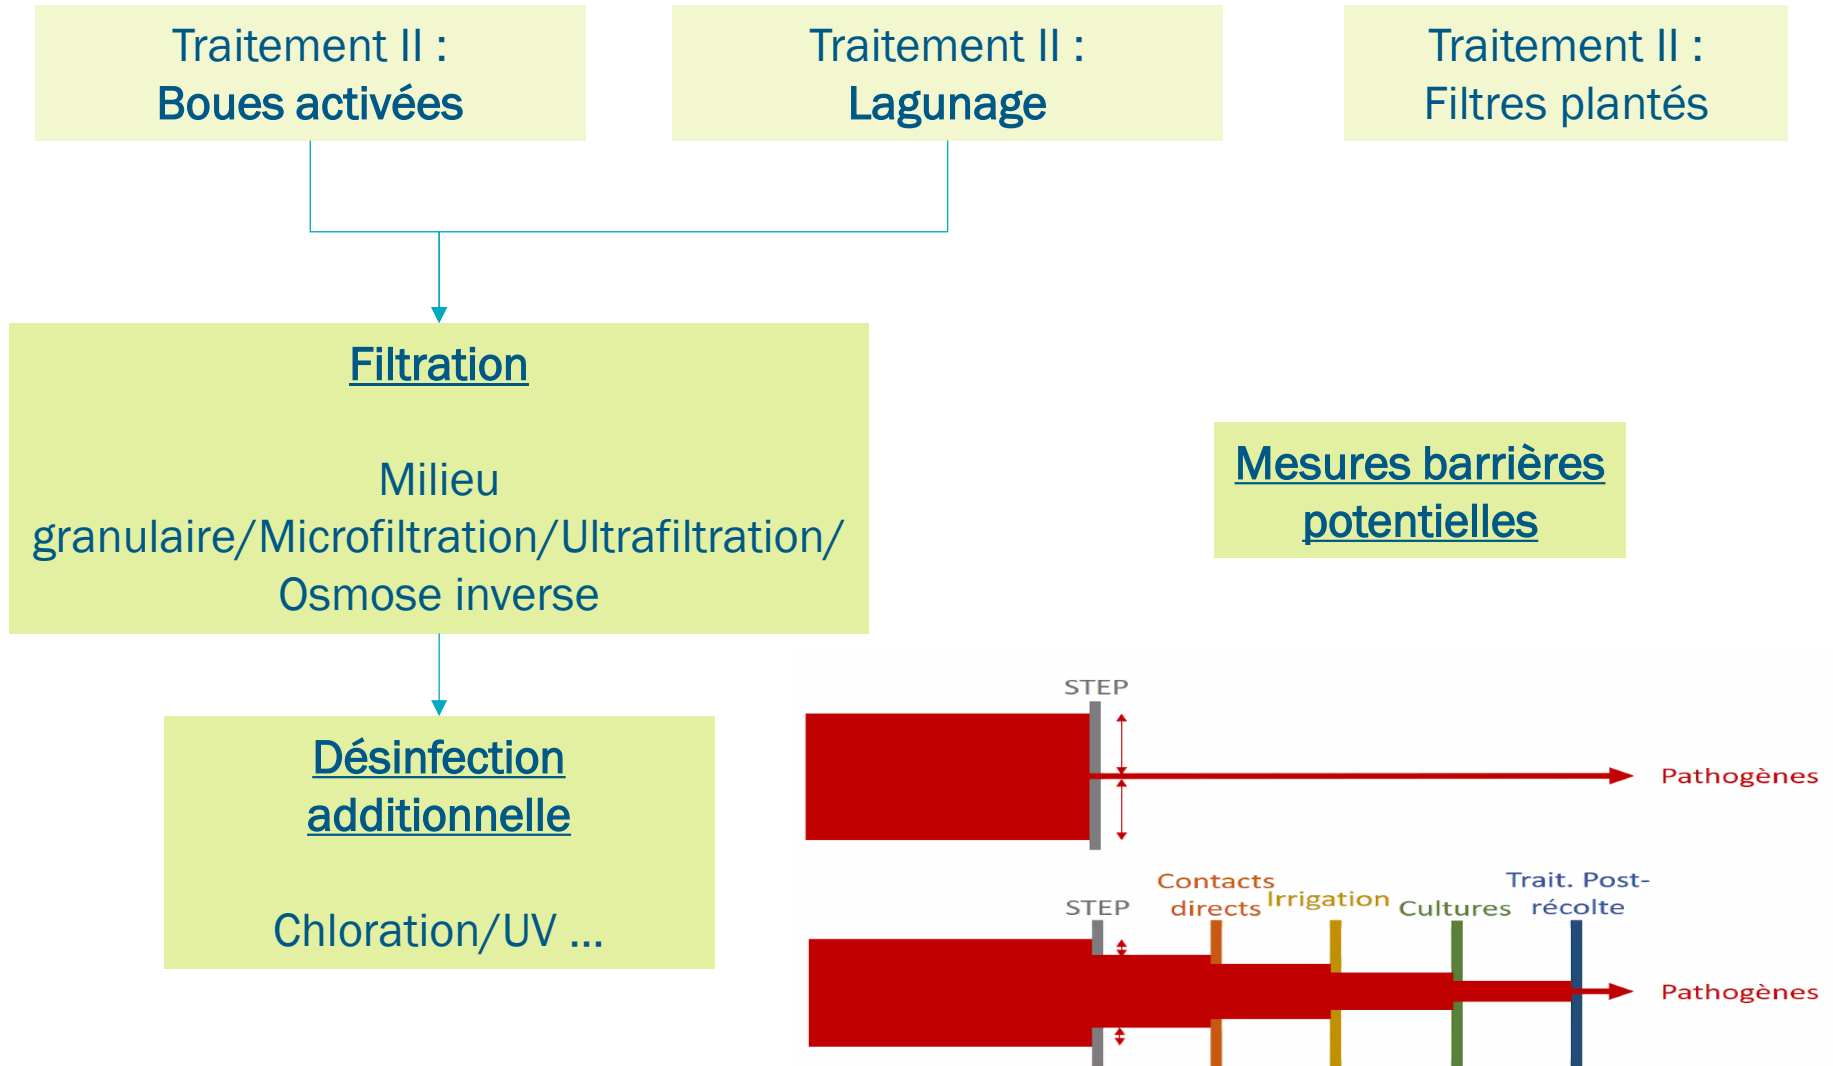 Traitement II :
Boues activées
Traitement II :
Lagunage
Traitement II :
Filtres plantés
Filtration
Milieu
granulaire/Microfiltration/Ultrafiltration/
Osmose inverse
Mesures barrières
potentielles
Désinfection
additionnelle
Chloration/UV ...
STEP
Pathogènes
STEP
Contacts
directs
Irrigation
Cultures
Trait. Post-
récolte
Pathogènes